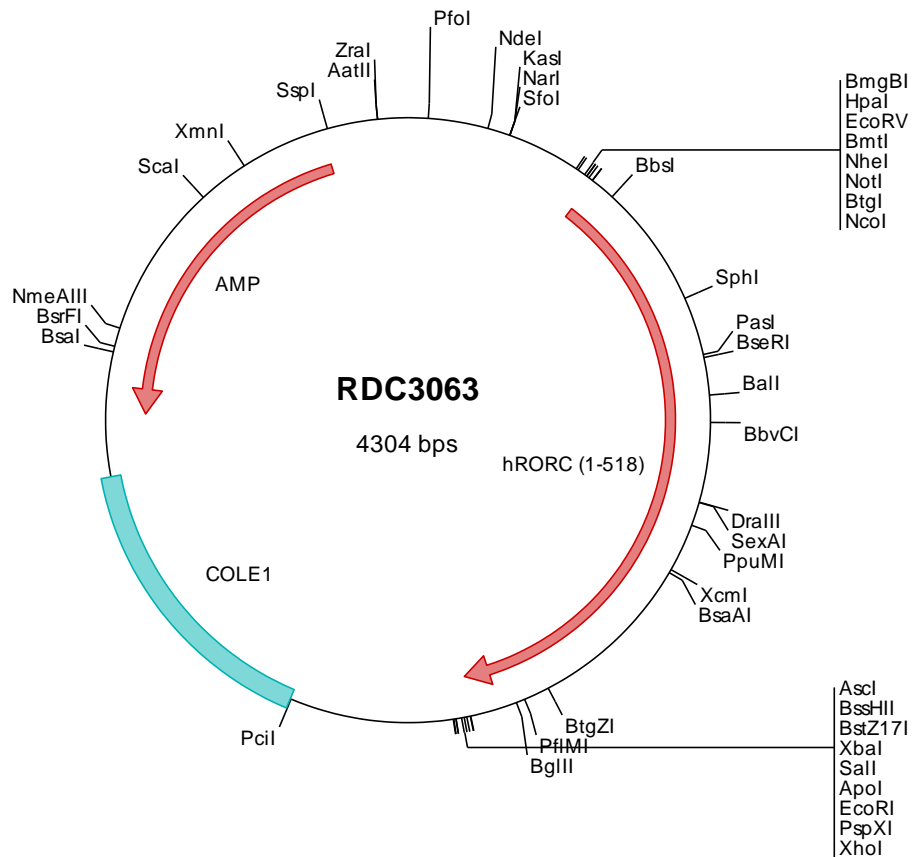 PfoI
NdeI
ZraI
KasI
AatII
NarI
SfoI
SspI
BmgBI
HpaI
EcoRV
BmtI
NheI
NotI
BtgI
NcoI
XmnI
ScaI
BbsI
AMP
SphI
NmeAIII
BsrFI
BsaI
PasI
BseRI
RDC3063
BalI
4304 bps
BbvCI
hRORC (1-518)
DraIII
SexAI
PpuMI
COLE1
XcmI
BsaAI
AscI
BssHII
BstZ17I
XbaI
SalI
ApoI
EcoRI
PspXI
XhoI
BtgZI
PciI
PflMI
BglII